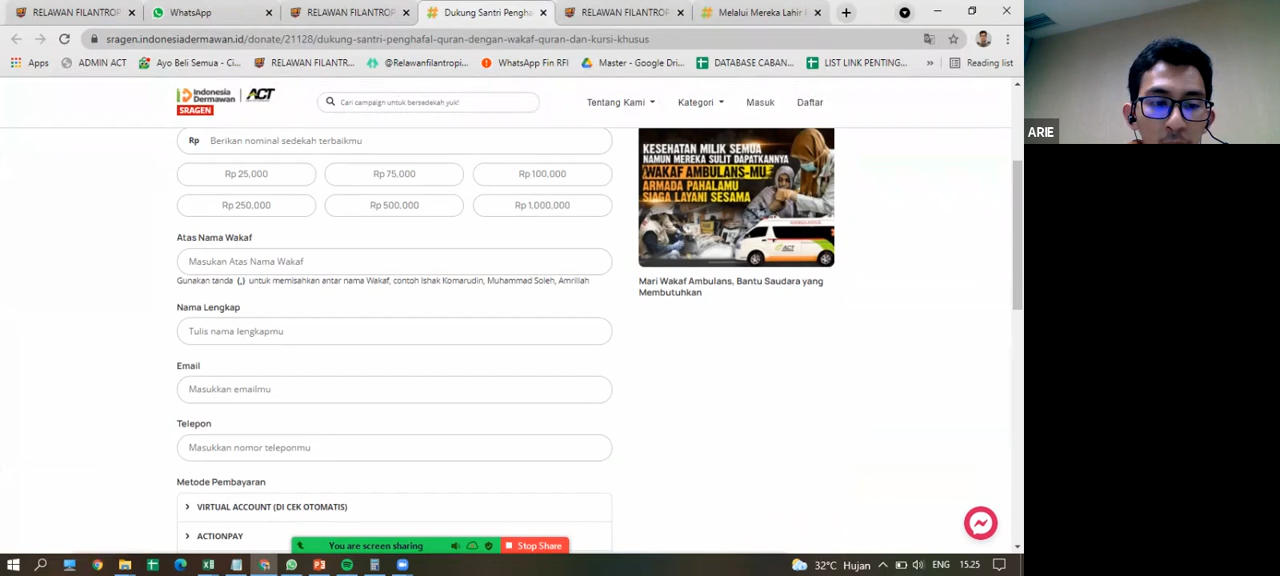 RELAWAN FILANTROP
WhatsApp
RELAWAN FILANTROP
Dukung Santri Pengha
RELAWAN FILANTROP
Melalui Mereka Lahir
sragen.indonesiadermawan.id/donate/21128/dukung-santri-penghafal-quran-dengan-wakaf-quran-dan-kursi-khusus
Apps
ADMIN ACT
Ayo Beli Semua - Ci...
RELAWAN FILANTR...
@Relawanfilantropi...
WhatsApp Fin RFI
Master - Google Dri...
DATABASE CABAN...
LIST LINK PENTING...
»
Reading list
Indonesia Dermawan
SRAGEN
ACT
Cari campaign untuk bersedekah yuk!
Tentang Kami
Kategori
Masuk
Daftar
Rp Berikan nominal sedekah terbaikmu
Rp 25,000
Rp 75,000
Rp 100,000
Rp 250,000
Rp 500,000
Rp 1,000,000
Atas Nama Wakaf
Masukan Atas Nama Wakaf
Gunakan tanda (,) untuk memisahkan antar nama Wakaf, contoh Ishak Komarudin, Muhammad Soleh, Amrillah
Nama Lengkap
Tulis nama lengkapmu
Email
Masukkan emailmu
Telepon
Masukkan nomor teleponmu
Metode Pembayaran
VIRTUAL ACCOUNT (DI CEK OTOMATIS)
ACTIONPAY
KESEHATAN MILIK SEMUA
NAMUN MEREKA SULIT DAPATKANNYA
WAKAF AMBULANS-MU
ARMADA PAHALAMU
SIAGA LAYANI SESAMA
ACT
Mari Wakaf Ambulans, Bantu Saudara yang
Membutuhkan
You are screen sharing
Stop Share
32°C Hujan
ENG
15.25
ARIE